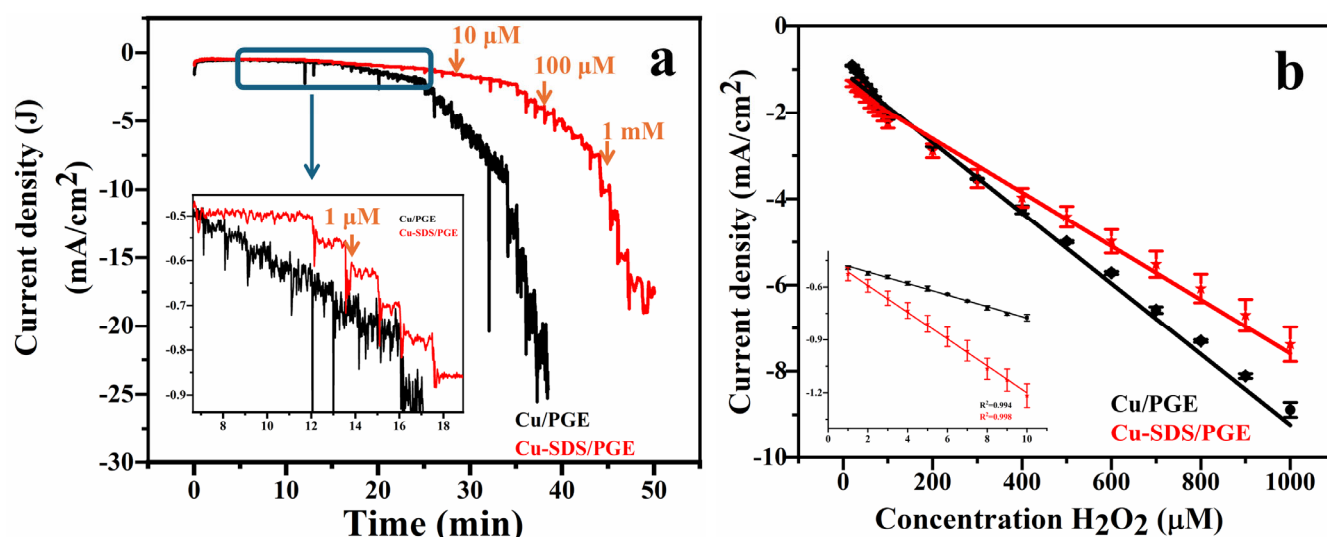 a
10 μM
100 μM
1 mM
0
-5
-10
-15
-20
-25
-30
Current density (J)
(mA/cm²)
-0.5
-0.6
-0.7
-0.8
-0.9
8 10 12 14 16 18
1 μM
Cu/PGE
Cu-SDS/PGE
Cu/PGE
Cu-SDS/PGE
0 10 20 30 40 50
Time (min)
b
0
-2
-4
-6
-8
-10
Current density (mA/cm²)
-0.6
-0.9
-1.2
0 2 4 6 8 10
R²=0.994
R²=0.998
Cu/PGE
Cu-SDS/PGE
0 200 400 600 800 1000
Concentration H₂O₂ (μM)